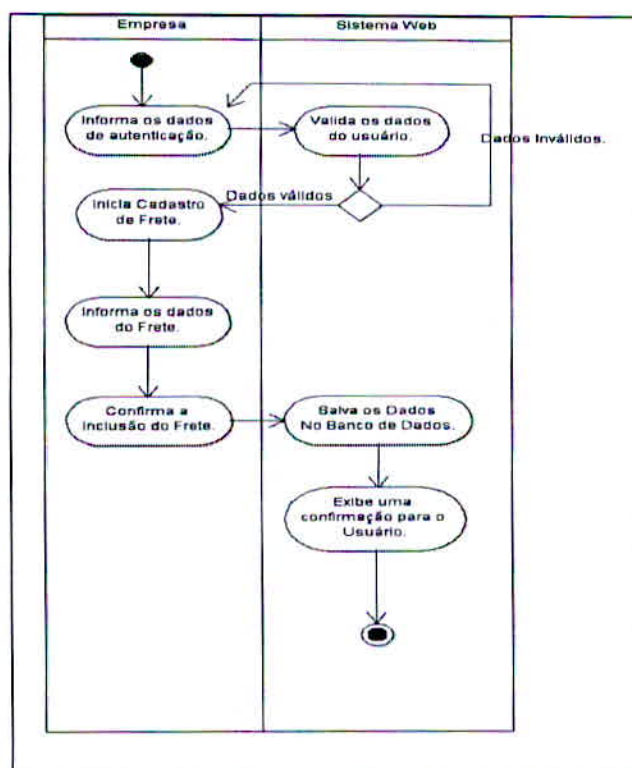 Empresa
Sistema Web
Informa os dados
de autenticação.
Valida os dados
do usuário.
Dados Inválidos.
Dados válidos
Inicia Cadastro
de Frete.
Informa os dados
do Frete.
Confirma a
Inclusão do Frete.
Salva os Dados
No Banco de Dados.
Exibe uma
confirmação para o
Usuário.